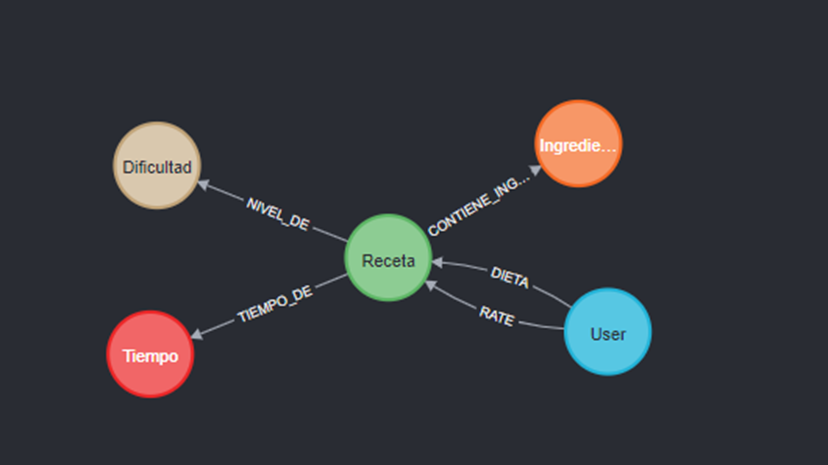 Dificultad
Ingredie...
NIVEL_DE
CONTIENE_ING...
Receta
DIETA
TIEMPO_DE
RATE
User
Tiempo